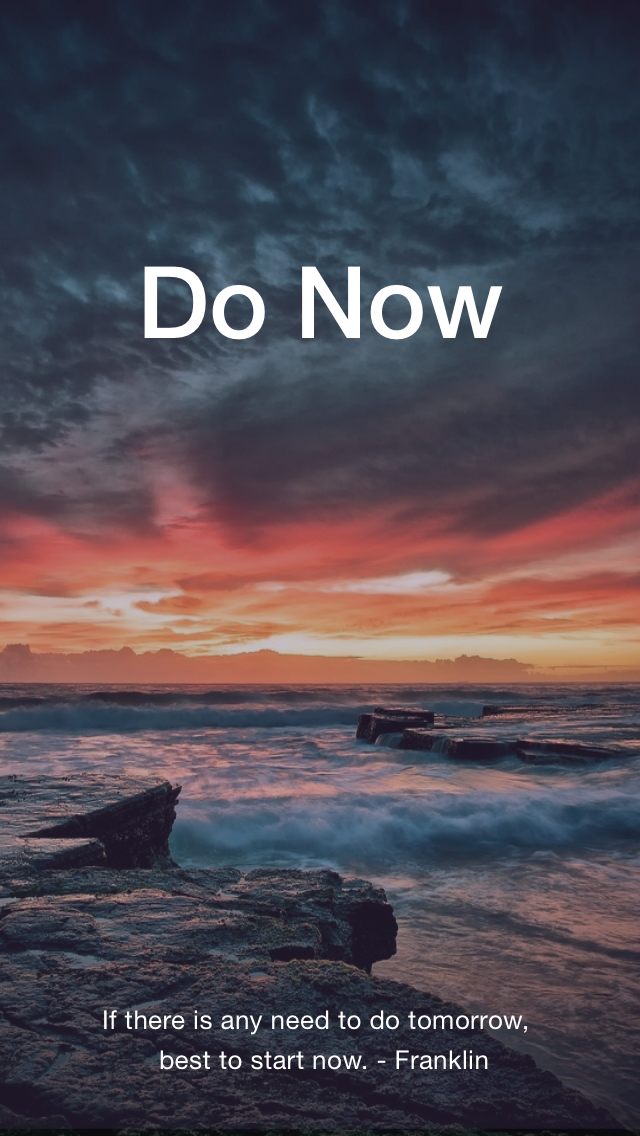 Do Now
If there is any need to do tomorrow,
best to start now. - Franklin